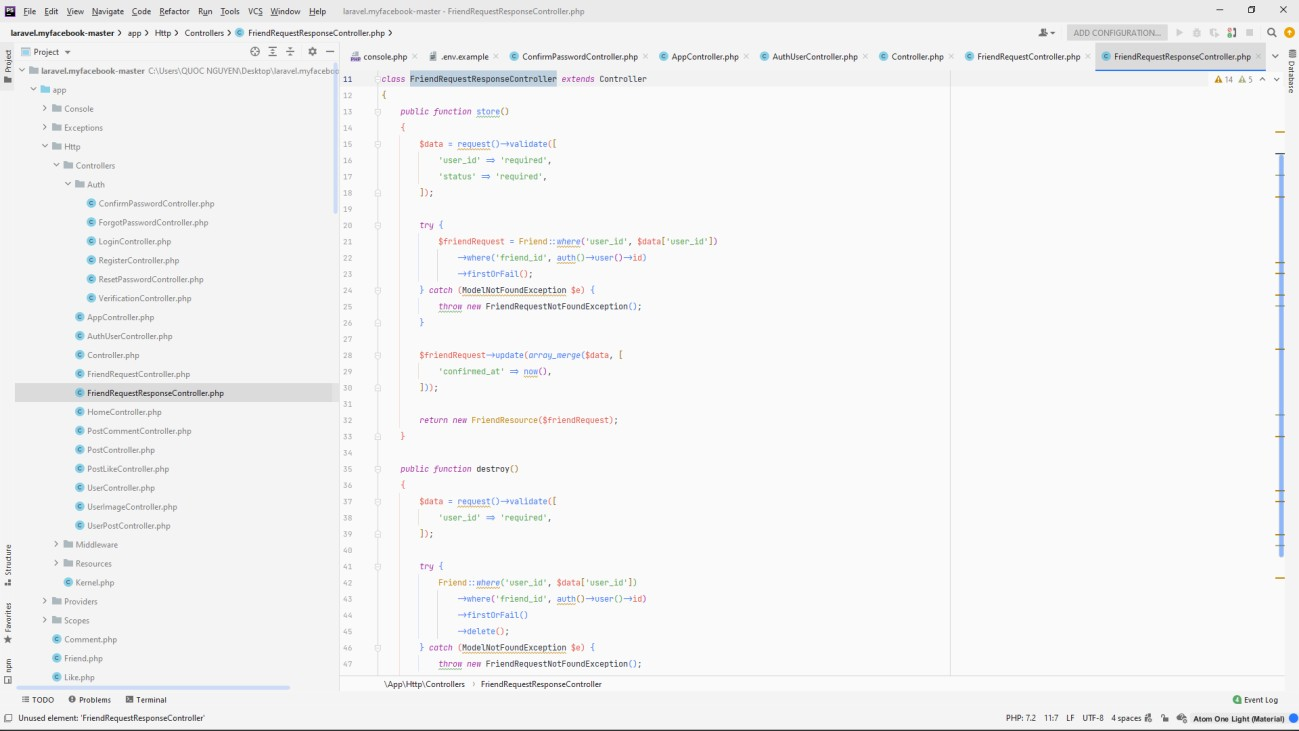 PS File Edit View Navigate Code Refactor Run Tools VCS Window Help laravel.myfacebook-master - FriendRequestResponseController.php
laravel.myfacebook-master › app › Http › Controllers › FriendRequestResponseController.php › ADD CONFIGURATION...
Project
console.php .env.example ConfirmPasswordController.php AppController.php AuthUserController.php Controller.php FriendRequestController.php FriendRequestResponseController.php
Project
Database
laravel.myfacebook-master C:\Users\QUOC NGUYEN\Desktop\laravel.myfaceboo
app
Console
Exceptions
Http
Controllers
Auth
ConfirmPasswordController.php
ForgotPasswordController.php
LoginController.php
RegisterController.php
ResetPasswordController.php
VerificationController.php
AppController.php
AuthUserController.php
Controller.php
FriendRequestController.php
FriendRequestResponseController.php
HomeController.php
PostCommentController.php
PostController.php
PostLikeController.php
UserController.php
UserImageController.php
UserPostController.php
Middleware
Resources
Kernel.php
Providers
Scopes
Comment.php
Friend.php
Like.php
Structure
Favorites
npm
14 5
11 class FriendRequestResponseController extends Controller
12 {
13 public function store()
14 {
15 $data = request()->validate([
16 'user_id' => 'required',
17 'status' => 'required',
18 ]);
19
20 try {
21 $friendRequest = Friend::where('user_id', $data['user_id'])
22 ->where('friend_id', auth()->user()->id)
23 ->firstOrFail();
24 } catch (ModelNotFoundException $e) {
25 throw new FriendRequestNotFoundException();
26 }
27
28 $friendRequest->update(array_merge($data, [
29 'confirmed_at' => now(),
30 ]));
31
32 return new FriendResource($friendRequest);
33 }
34
35 public function destroy()
36 {
37 $data = request()->validate([
38 'user_id' => 'required',
39 ]);
40
41 try {
42 Friend::where('user_id', $data['user_id'])
43 ->where('friend_id', auth()->user()->id)
44 ->firstOrFail()
45 ->delete();
46 } catch (ModelNotFoundException $e) {
47 throw new FriendRequestNotFoundException();
\App\Http\Controllers › FriendRequestResponseController
TODO Problems Terminal 4 Event Log
Unused element: 'FriendRequestResponseController' PHP: 7.2 11:7 LF UTF-8 4 spaces Atom One Light (Material)